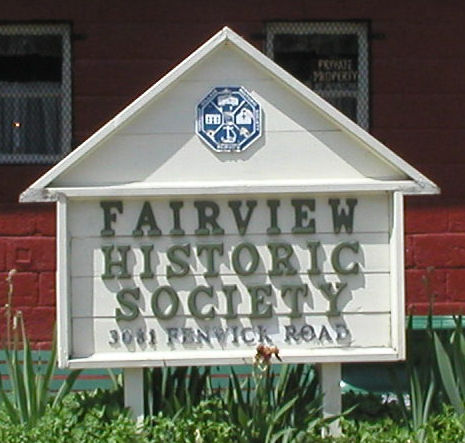 PRIVATE
PROPERTY
FAIRVIEW
HISTORIC
SOCIETY
3041 FENWICK ROAD